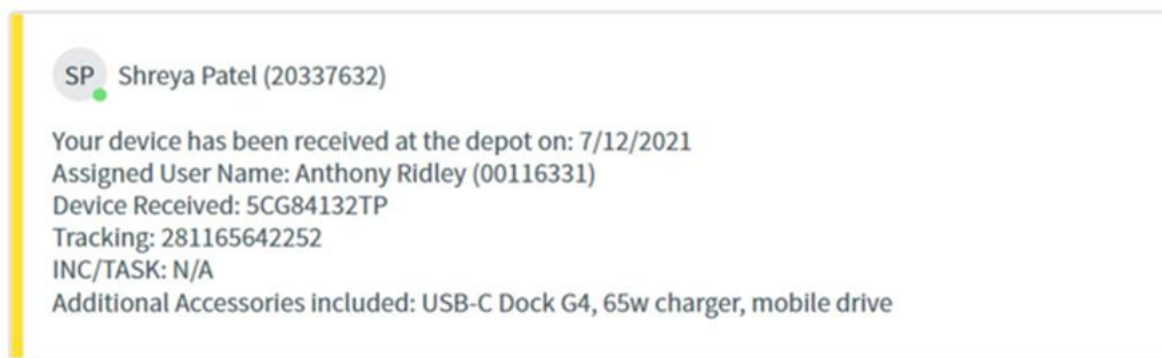 SP Shreya Patel (20337632)
Your device has been received at the depot on: 7/12/2021
Assigned User Name: Anthony Ridley (00116331)
Device Received: 5CG84132TP
Tracking: 281165642252
INC/TASK: N/A
Additional Accessories included: USB-C Dock G4, 65w charger, mobile drive